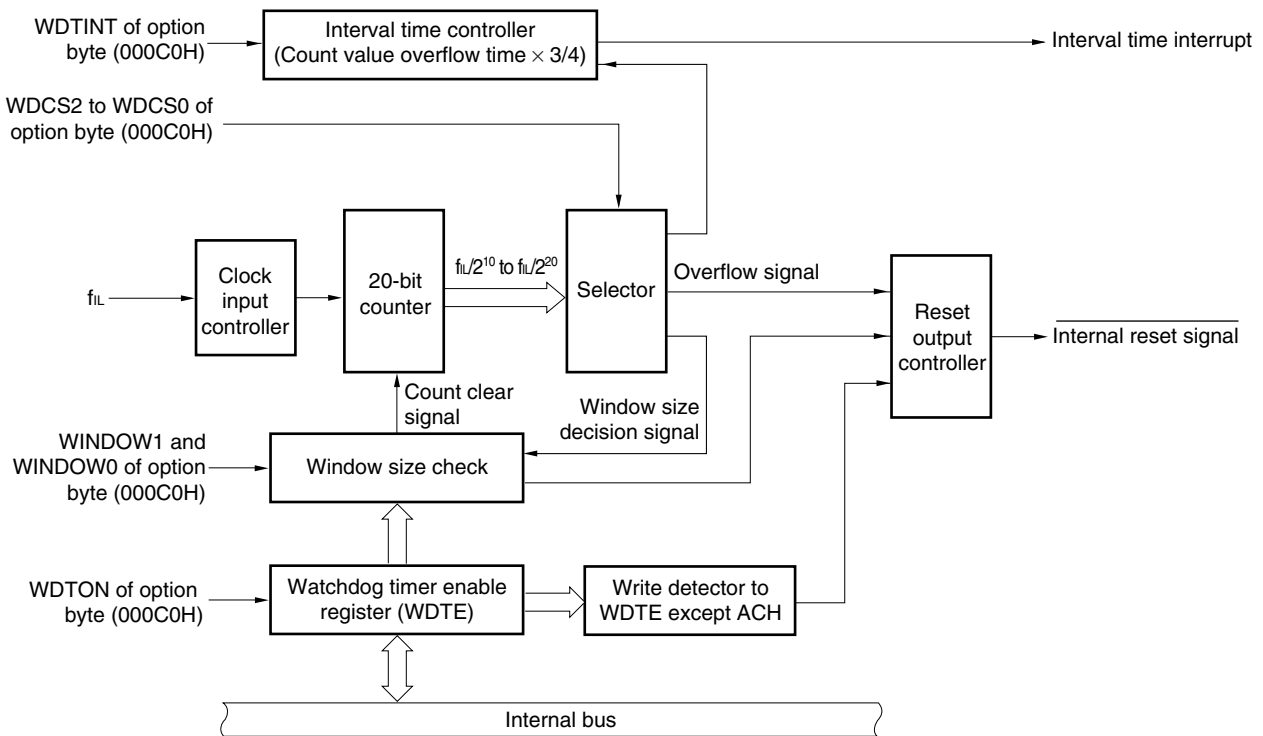 WDTINT of option
byte (000C0H)
Interval time controller
(Count value overflow time × 3/4)
Interval time interrupt
WDCS2 to WDCS0 of
option byte (000C0H)
fIL
Clock
input
controller
20-bit
counter
fIL/2¹⁰ to fIL/2²⁰
Selector
Overflow signal
Reset
output
controller
Internal reset signal
Count clear
signal
Window size
decision signal
WINDOW1 and
WINDOW0 of option
byte (000C0H)
Window size check
WDTON of option
byte (000C0H)
Watchdog timer enable
register (WDTE)
Write detector to
WDTE except ACH
Internal bus